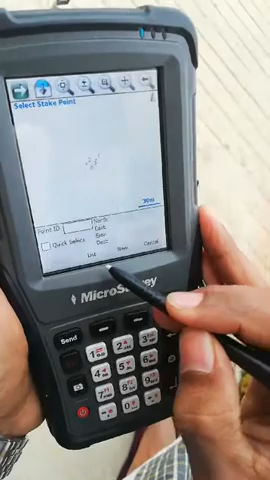 Select Stake Point
Point ID
North
East
Elev
Desc
Quick Select
List
Cancel
MicroSurvey
Send
1
2
3
4
5
6
7
8
9
0